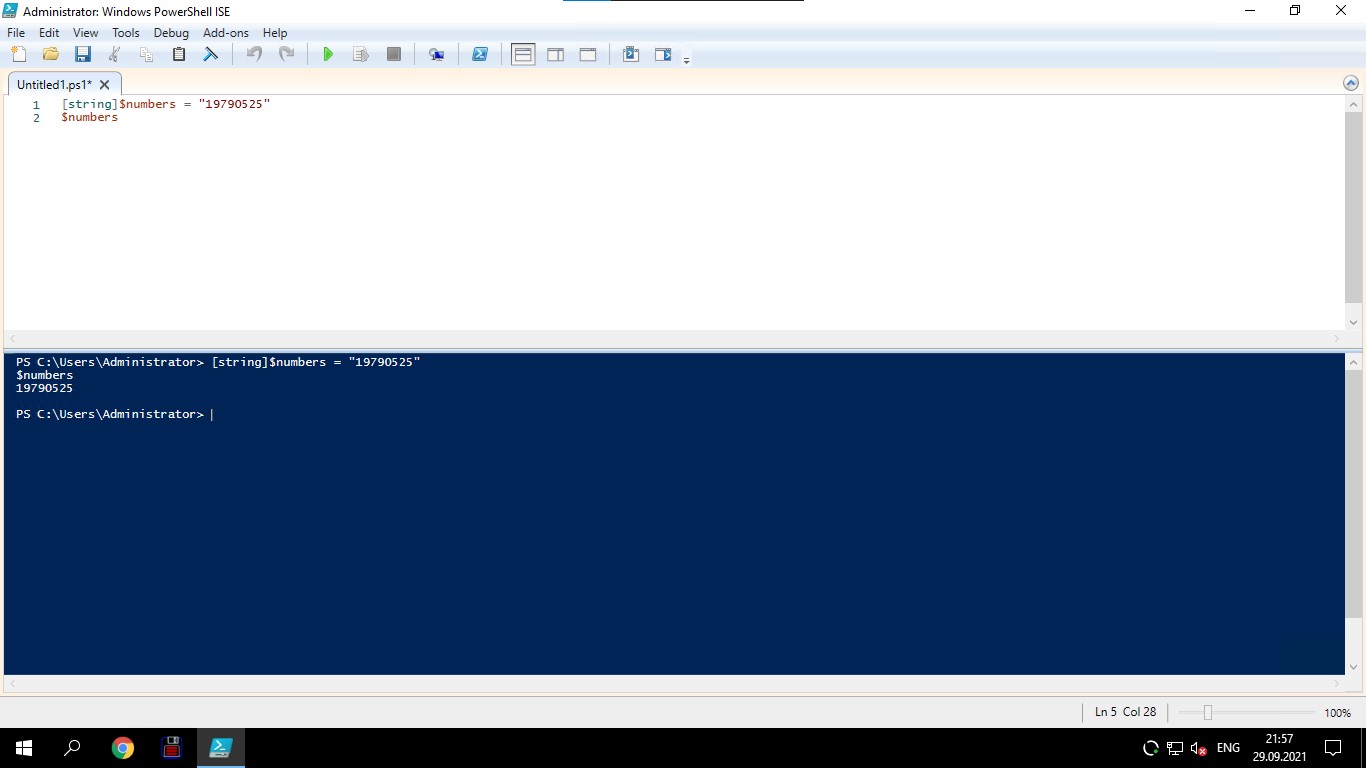 Administrator: Windows PowerShell ISE
File Edit View Tools Debug Add-ons Help
Untitled1.ps1*
1 [string]$numbers = "19790525"
2 $numbers
PS C:\Users\Administrator> [string]$numbers = "19790525"
$numbers
19790525
PS C:\Users\Administrator>
Ln 5 Col 28 100%
ENG 21:57
29.09.2021